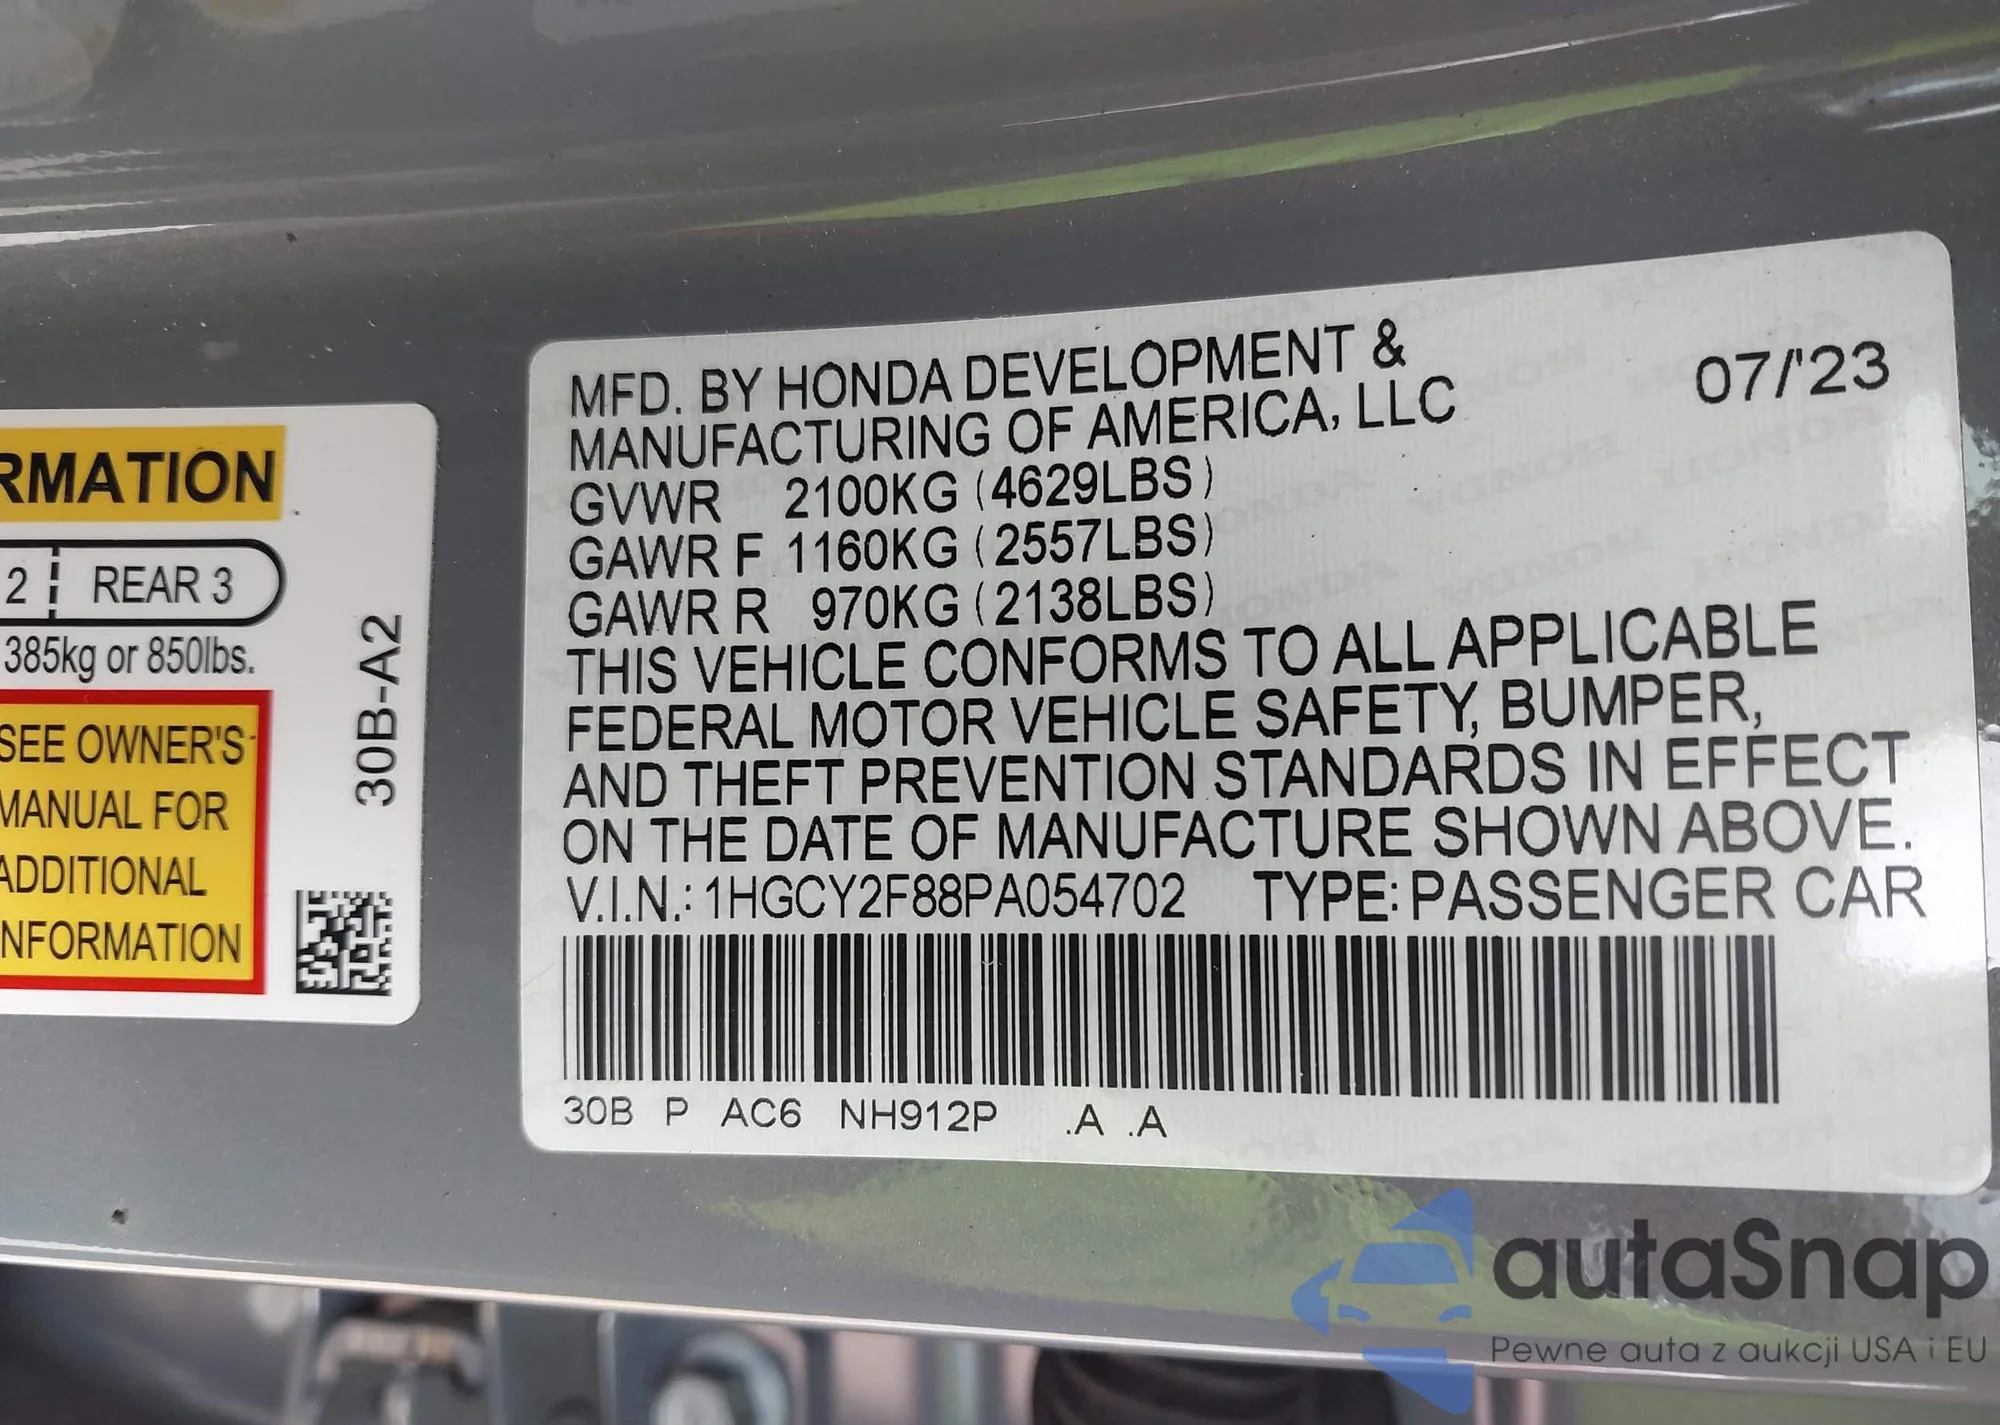 RMATION
2 REAR 3
385kg or 850lbs.
SEE OWNER'S
MANUAL FOR
ADDITIONAL
INFORMATION
30B-A2
MFD. BY HONDA DEVELOPMENT &
MANUFACTURING OF AMERICA, LLC
07/'23
GVWR 2100KG (4629LBS)
GAWR F 1160KG (2557LBS)
GAWR R 970KG (2138LBS)
THIS VEHICLE CONFORMS TO ALL APPLICABLE
FEDERAL MOTOR VEHICLE SAFETY, BUMPER,
AND THEFT PREVENTION STANDARDS IN EFFECT
ON THE DATE OF MANUFACTURE SHOWN ABOVE.
V.I.N.: 1HGCY2F88PA054702 TYPE: PASSENGER CAR
30B P AC6 NH912P .A .A
autaSnap
Pewne auta z aukcji USA i EU